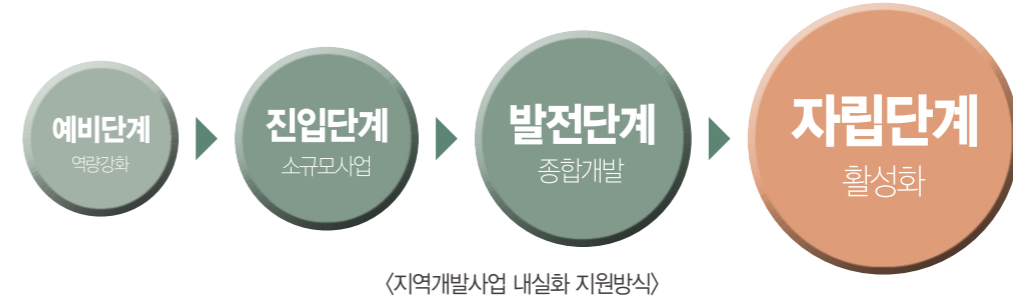 예비단계
역량강화
진입단계
소규모사업
발전단계
종합개발
자립단계
활성화
〈지역개발사업 내실화 지원방식〉